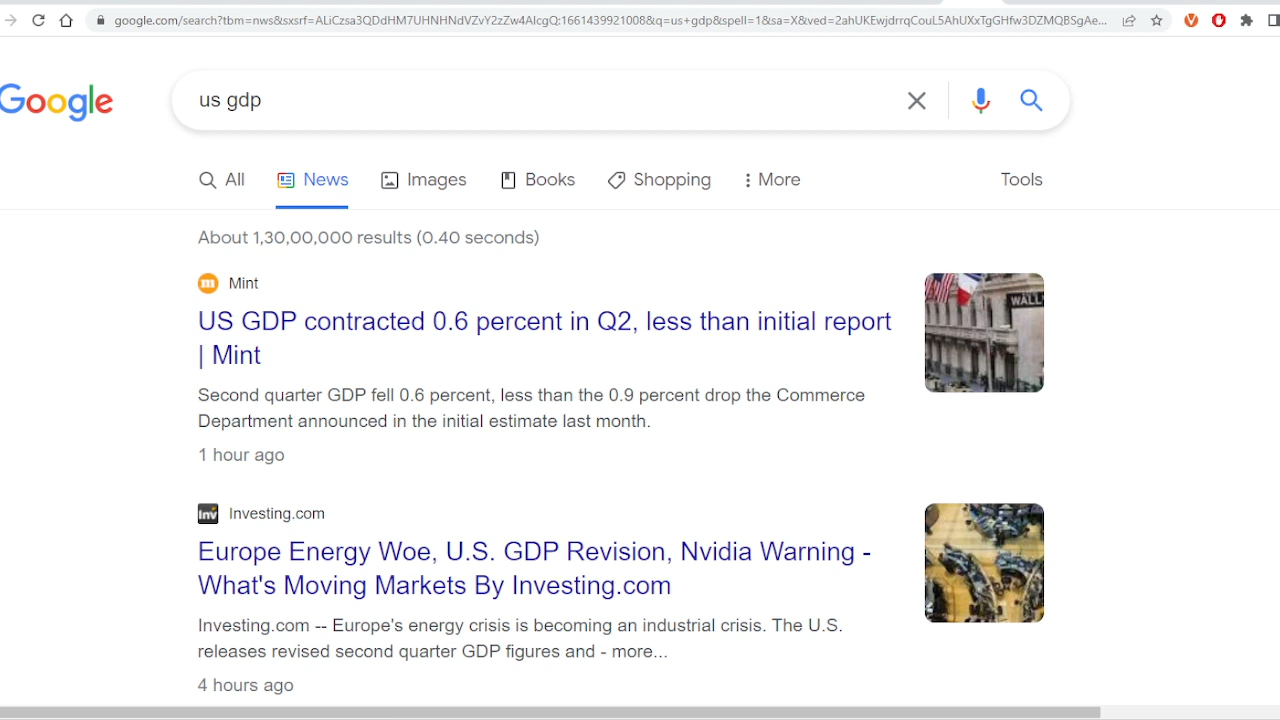 google.com/search?tbm=nws&sxsrf=ALiCzsa3QDdHM7UHNHNdVZvY2zZw4AlcgQ:1661439921008&q=us+gdp&spell=1&sa=X&ved=2ahUKEwjdrrqCouL5AhUXxTgGHfw3DZMQBSgAe...
Google
us gdp
All News Images Books Shopping More Tools
About 1,30,00,000 results (0.40 seconds)
m Mint
US GDP contracted 0.6 percent in Q2, less than initial report
| Mint
Second quarter GDP fell 0.6 percent, less than the 0.9 percent drop the Commerce
Department announced in the initial estimate last month.
1 hour ago
WALL
Inv Investing.com
Europe Energy Woe, U.S. GDP Revision, Nvidia Warning -
What's Moving Markets By Investing.com
Investing.com -- Europe's energy crisis is becoming an industrial crisis. The U.S.
releases revised second quarter GDP figures and - more...
4 hours ago